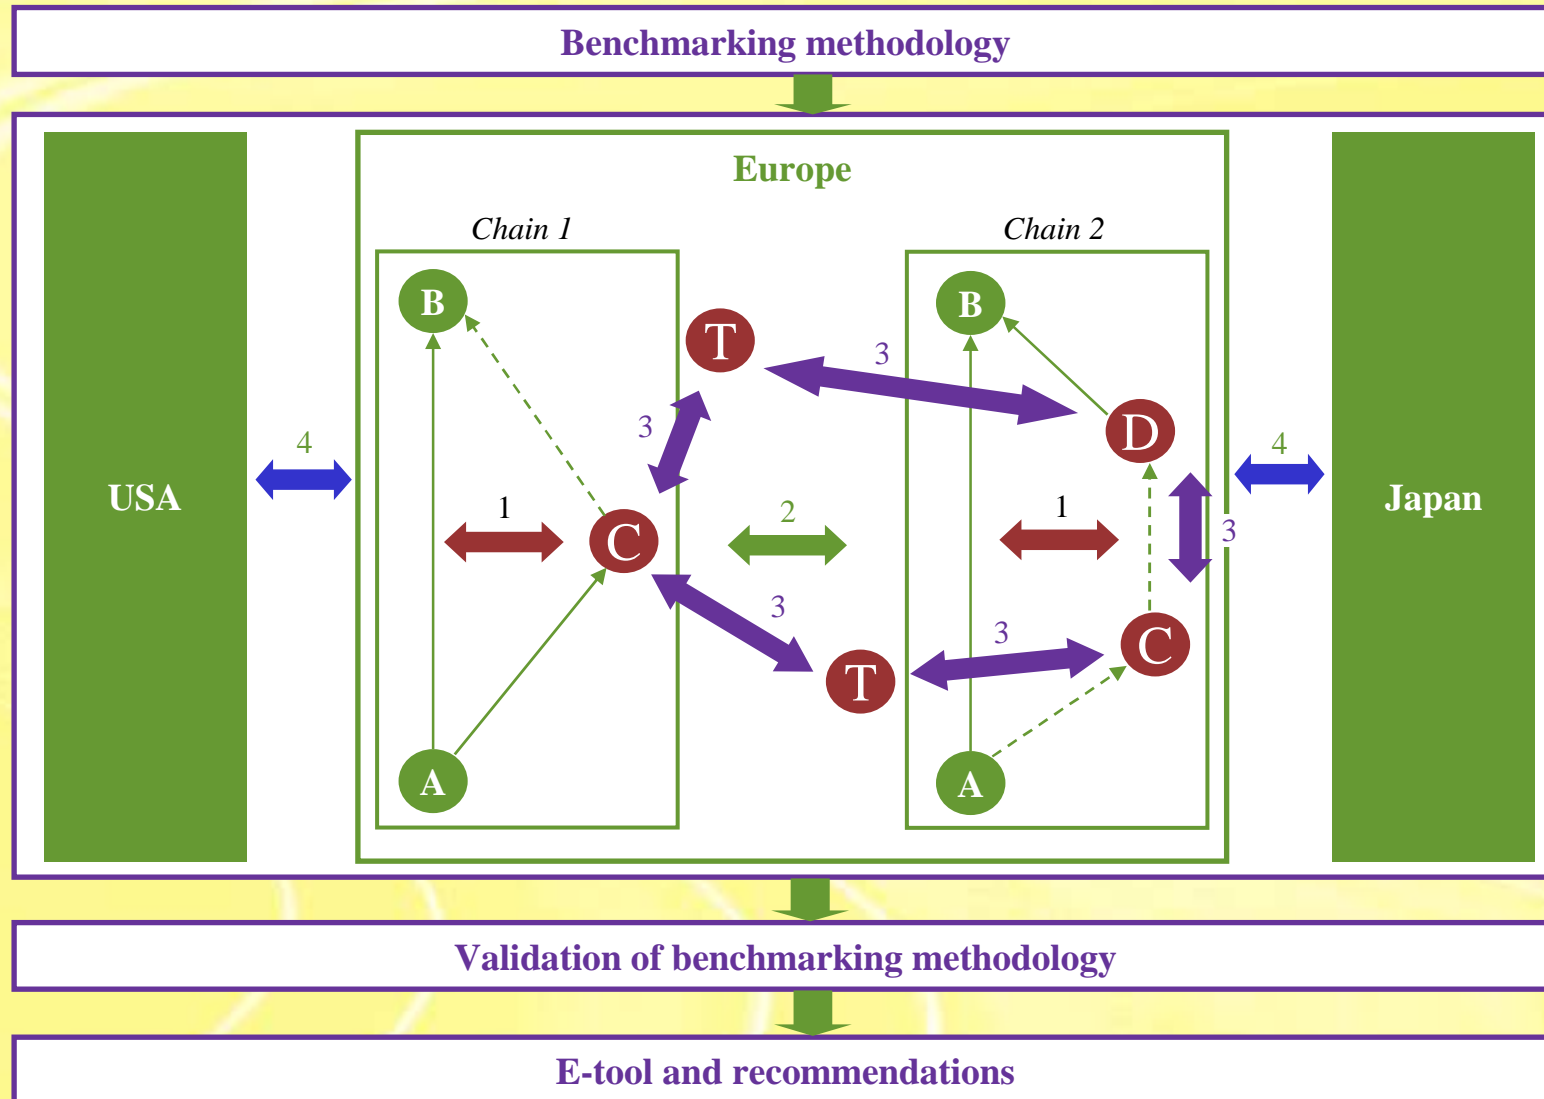 Benchmarking methodology
Europe
Chain 1
Chain 2
B
B
T
3
D
3
4
4
USA
Japan
1
2
1
3
C
3
3
C
T
A
A
Validation of benchmarking methodology
E-tool and recommendations